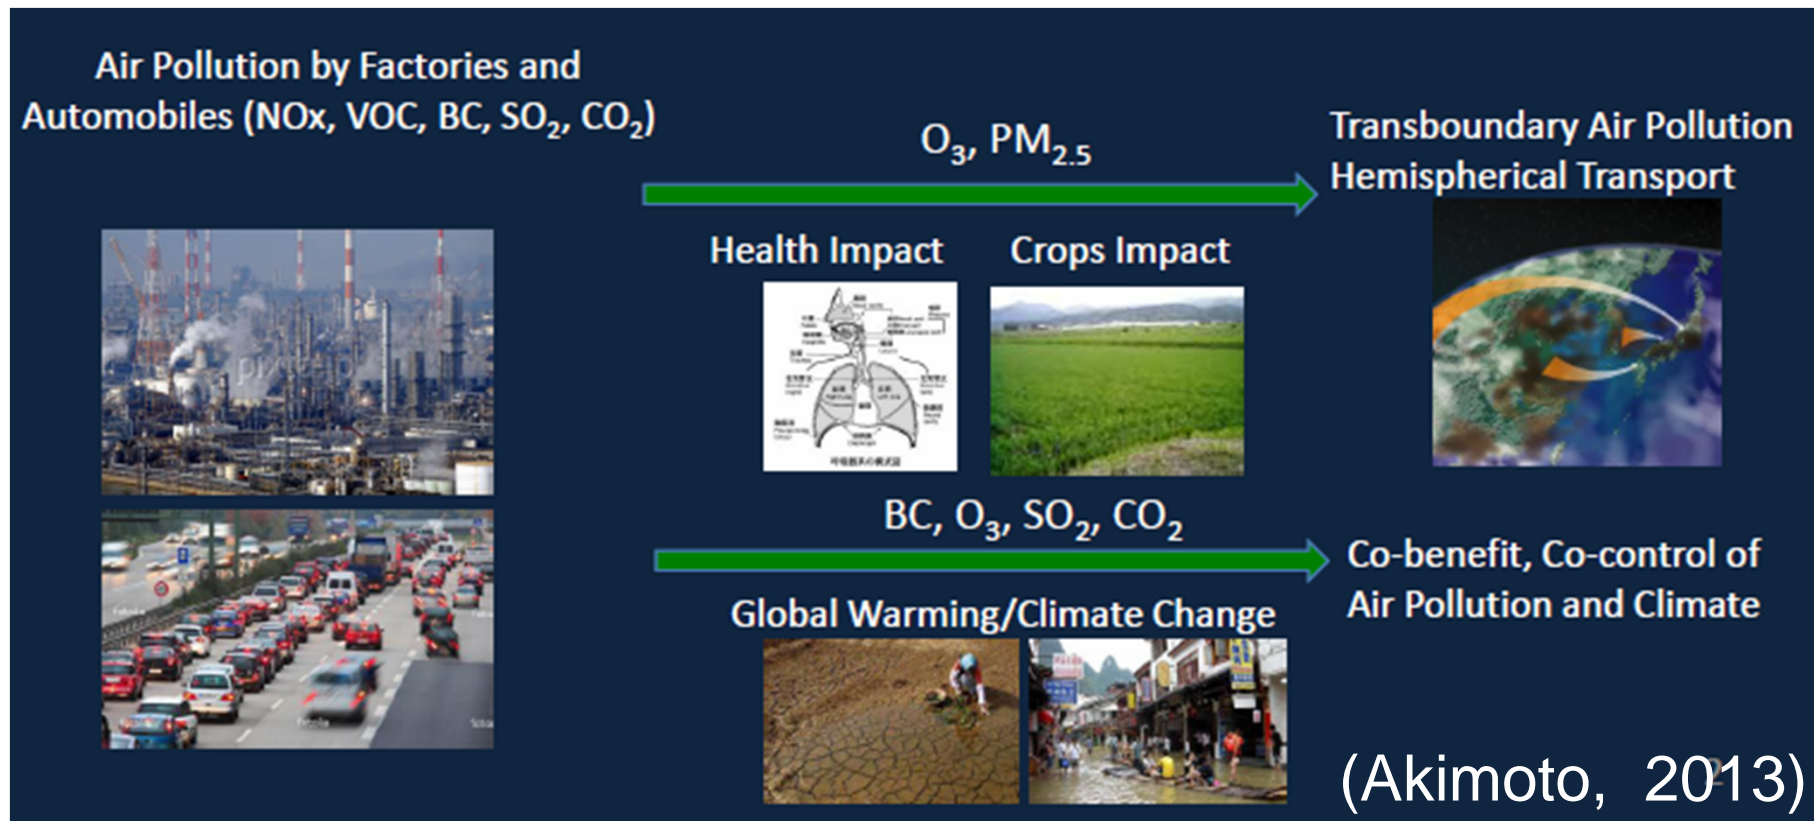 Air Pollution by Factories and
Automobiles (NOx, VOC, BC, SO₂, CO₂)
O₃, PM₂.₅
Transboundary Air Pollution
Hemispherical Transport
Health Impact
Crops Impact
BC, O₃, SO₂, CO₂
Co-benefit, Co-control of
Air Pollution and Climate
Global Warming/Climate Change
(Akimoto, 2013)
2